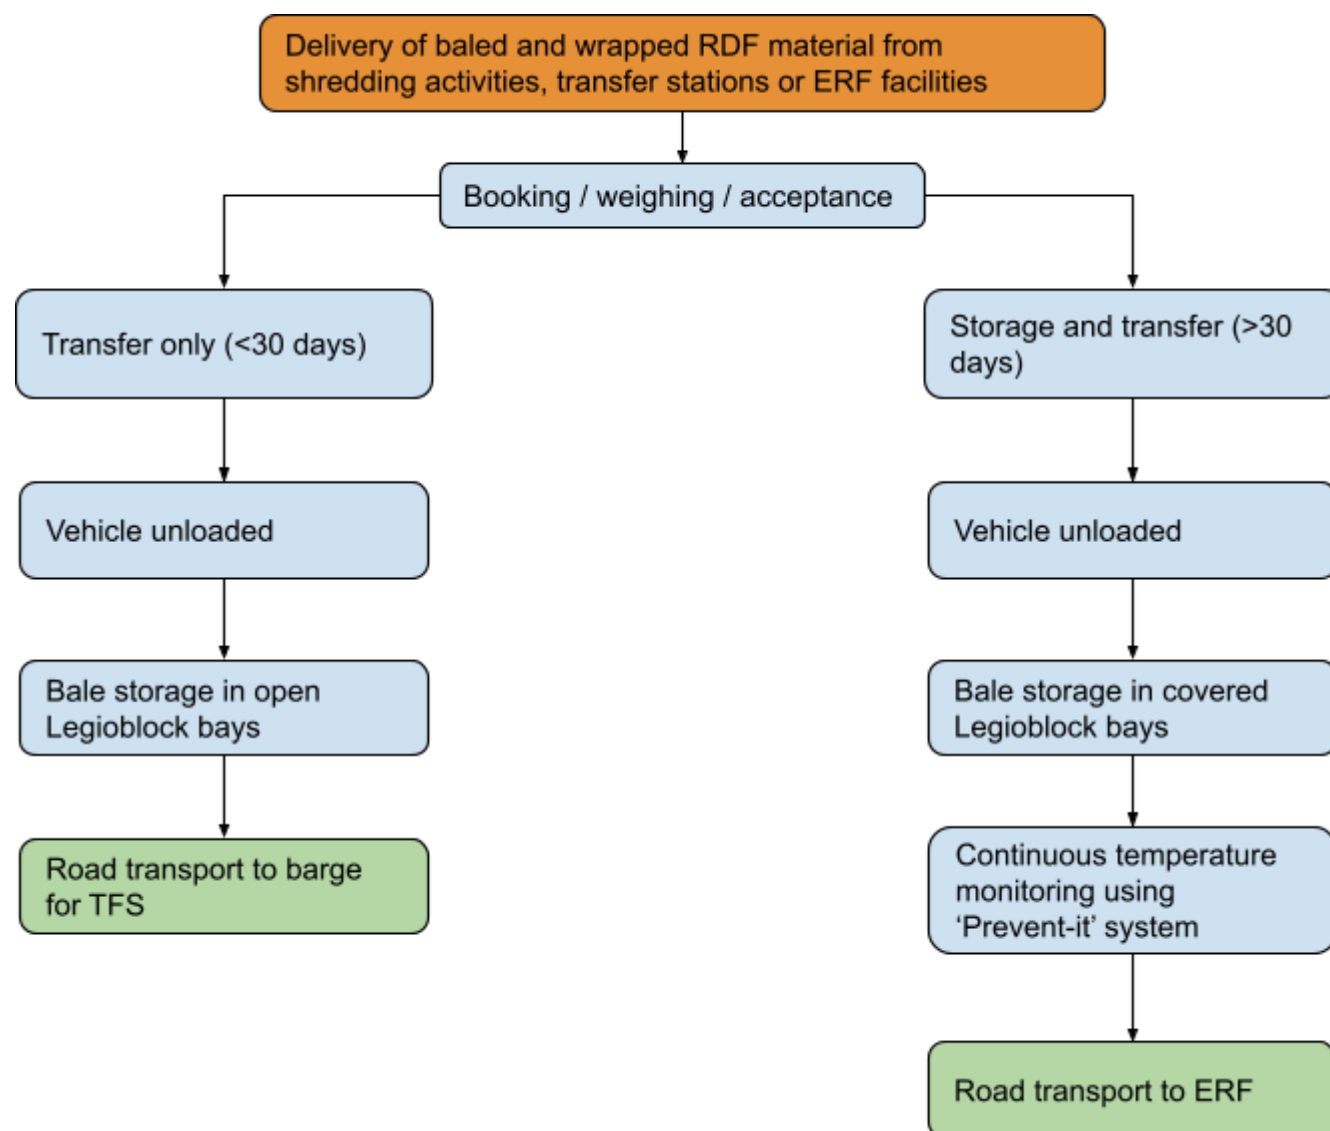 Delivery of baled and wrapped RDF material from
shredding activities, transfer stations or ERF facilities
Booking / weighing / acceptance
Transfer only (<30 days)
Vehicle unloaded
Bale storage in open
Legioblock bays
Road transport to barge
for TFS
Storage and transfer (>30
days)
Vehicle unloaded
Bale storage in covered
Legioblock bays
Continuous temperature
monitoring using
‘Prevent-it’ system
Road transport to ERF